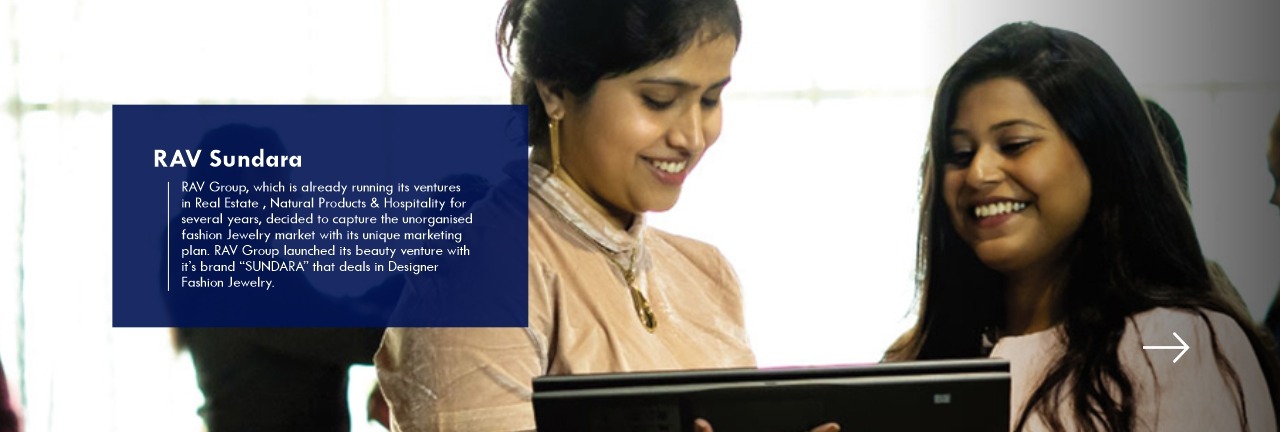 RAV Sundara
RAV Group, which is already running its ventures
in Real Estate , Natural Products & Hospitality for
several years, decided to capture the unorganised
fashion Jewelry market with its unique marketing
plan. RAV Group launched its beauty venture with
it's brand “SUNDARA” that deals in Designer
Fashion Jewelry.